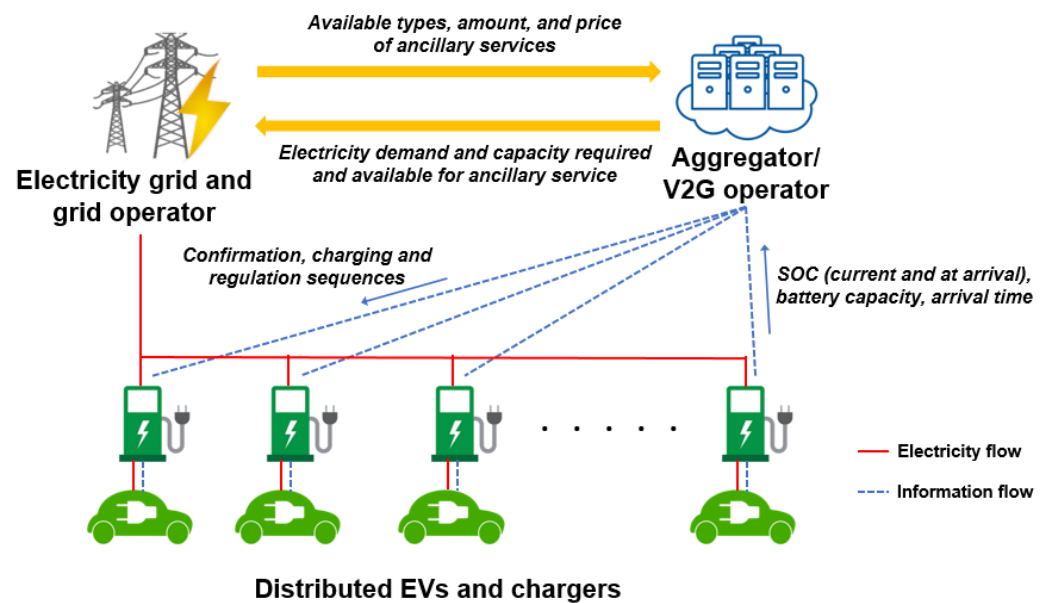 Available types, amount, and price
of ancillary services
Electricity demand and capacity required
and available for ancillary service
Electricity grid and
grid operator
Aggregator/
V2G operator
Confirmation, charging and
regulation sequences
SOC (current and at arrival),
battery capacity, arrival time
Electricity flow
Information flow
Distributed EVs and chargers